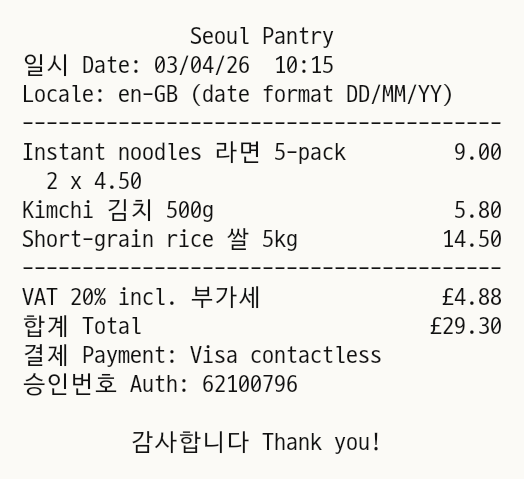 Seoul Pantry
일시 Date: 03/04/26  10:15
Locale: en-GB (date format DD/MM/YY)
----------------------------------------
Instant noodles 라면 5-pack         9.00
  2 x 4.50
Kimchi 김치 500g                    5.80
Short-grain rice 쌀 5kg            14.50
----------------------------------------
VAT 20% incl. 부가세               £4.88
합계 Total                        £29.30
결제 Payment: Visa contactless
승인번호 Auth: 62100796
감사합니다 Thank you!